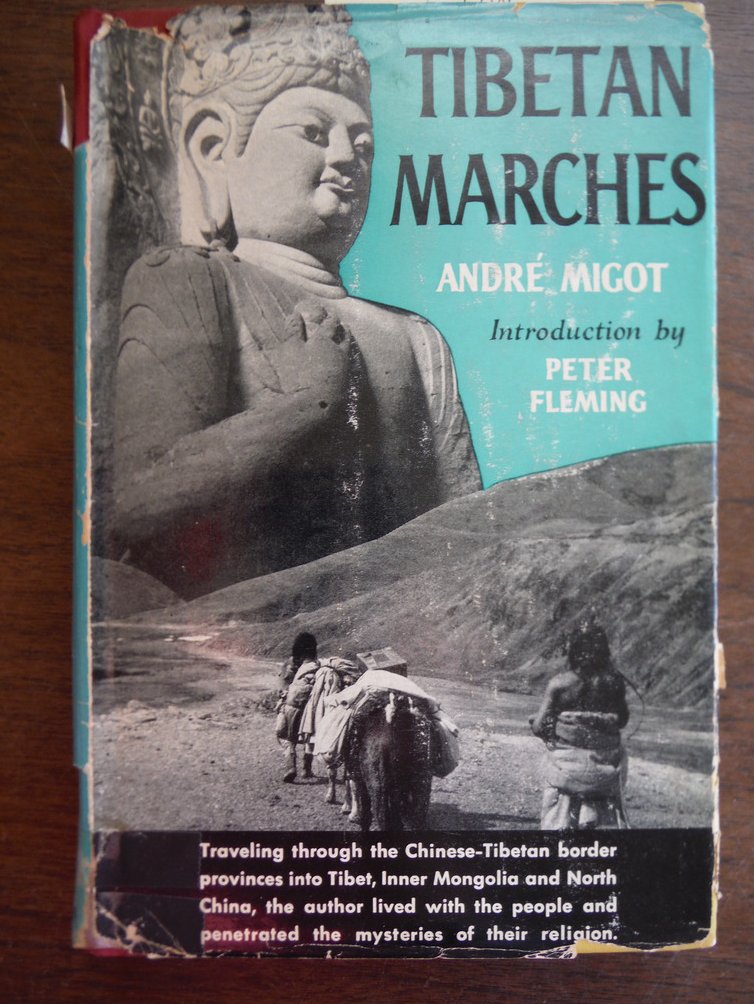 TIBETAN
MARCHES
ANDRÉ MIGOT
Introduction by
PETER
FLEMING
Traveling through the Chinese-Tibetan border
provinces into Tibet, Inner Mongolia and North
China, the author lived with the people and
penetrated the mysteries of their religion.